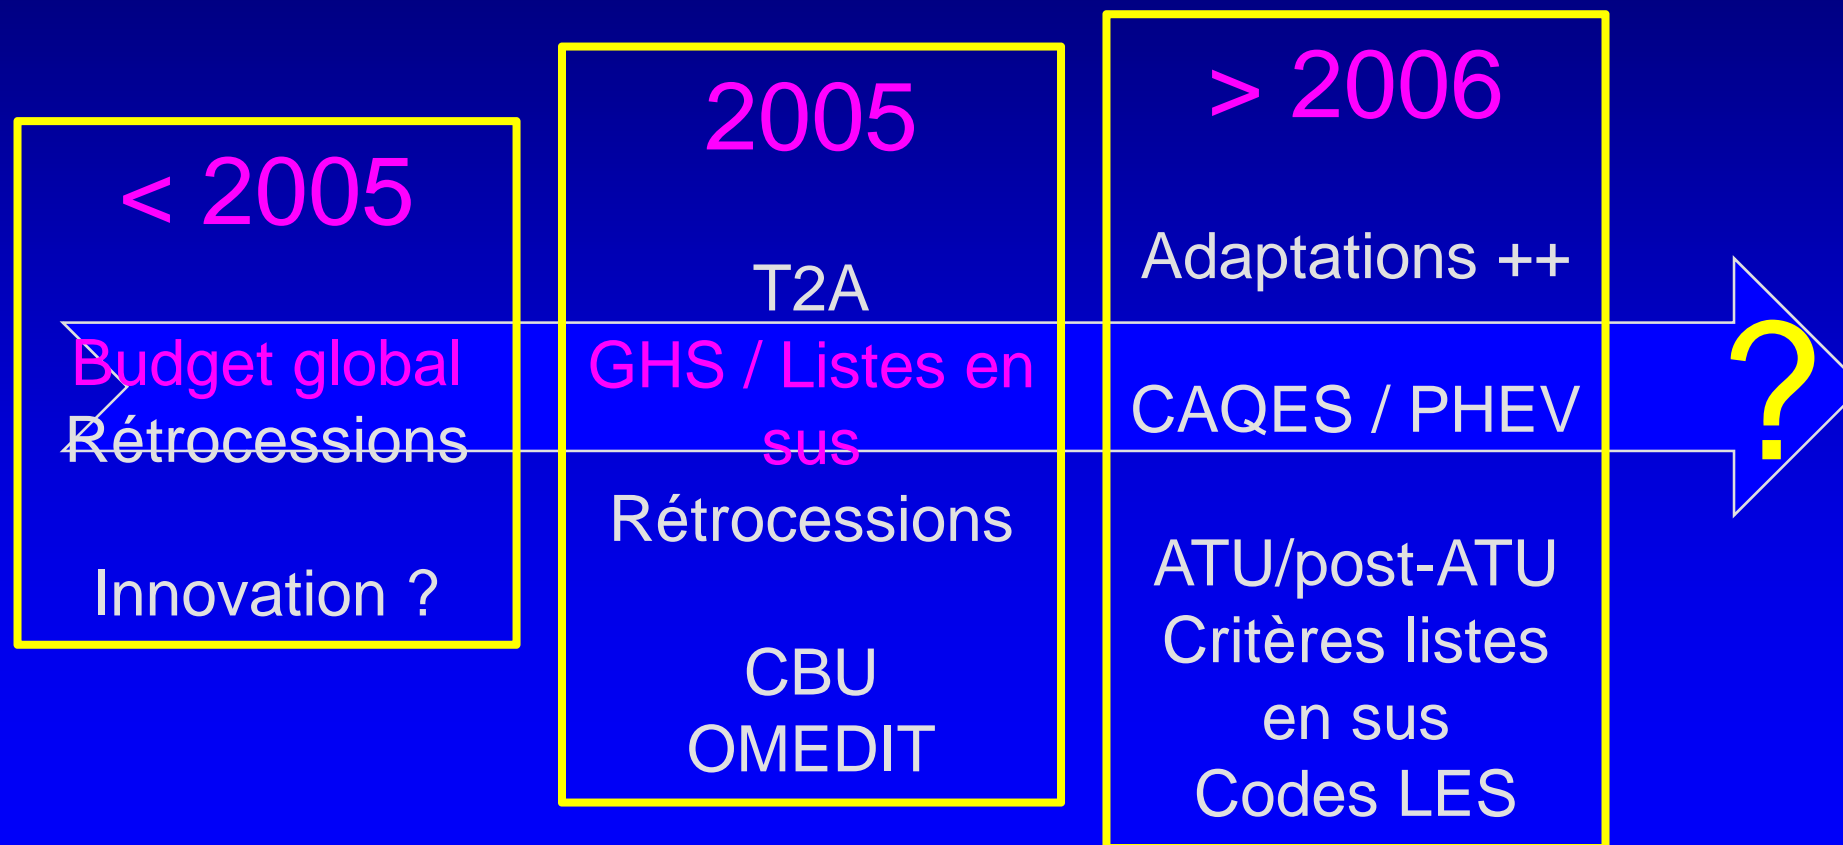 < 2005
Budget global
Rétrocessions
Innovation ?
2005
T2A
GHS / Listes en
sus
Rétrocessions
CBU
OMEDIT
> 2006
Adaptations ++
CAQES / PHEV
ATU/post-ATU
Critères listes
en sus
Codes LES
?